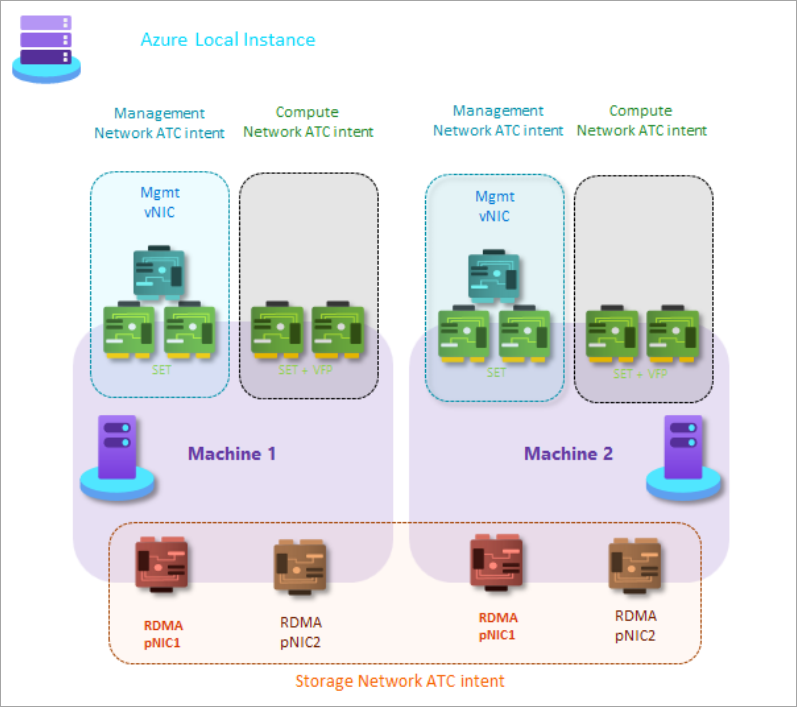 Azure Local Instance
Management
Network ATC intent
Compute
Network ATC intent
Management
Network ATC intent
Compute
Network ATC intent
Mgmt
vNIC
SET
SET + VFP
Mgmt
vNIC
SET
SET + VFP
Machine 1
Machine 2
RDMA
pNIC1
RDMA
pNIC2
RDMA
pNIC1
RDMA
pNIC2
Storage Network ATC intent